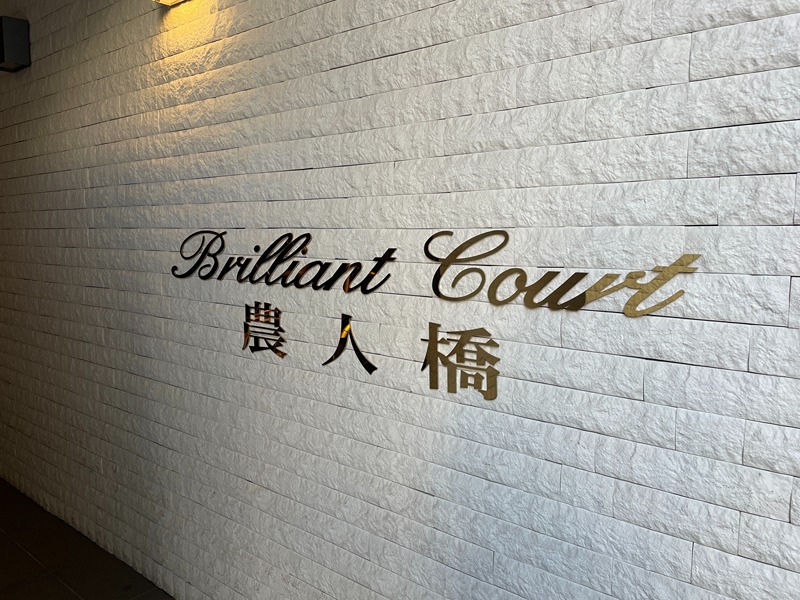 Brilliant Court
農人橋